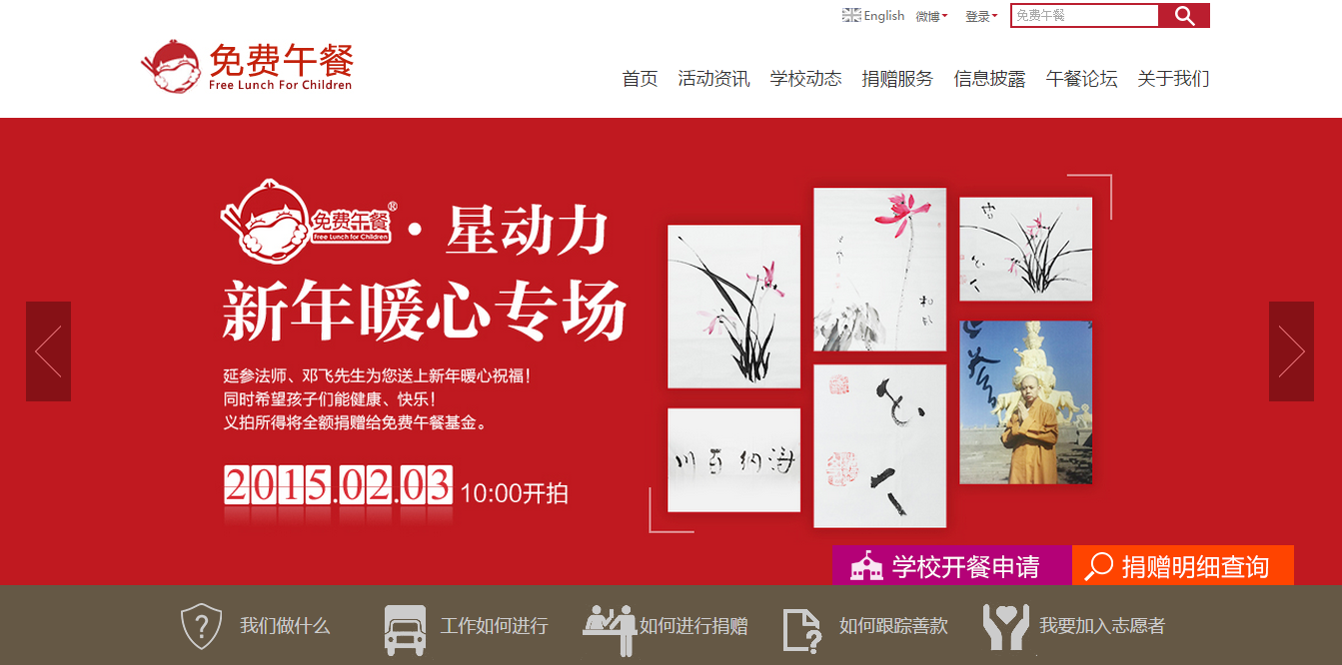 English 微博 登录 免费午餐
免费午餐
Free Lunch For Children
首页 活动资讯 学校动态 捐赠服务 信息披露 午餐论坛 关于我们
免费午餐® · 星动力
Free Lunch for Children
新年暖心专场
延参法师、邓飞先生为您送上新年暖心祝福！
同时希望孩子们能健康、快乐！
义拍所得将全额捐赠给免费午餐基金。
2015.02.03 10:00开拍
川百纳海
学校开餐申请 捐赠明细查询
我们做什么 工作如何进行 如何进行捐赠 如何跟踪善款 我要加入志愿者